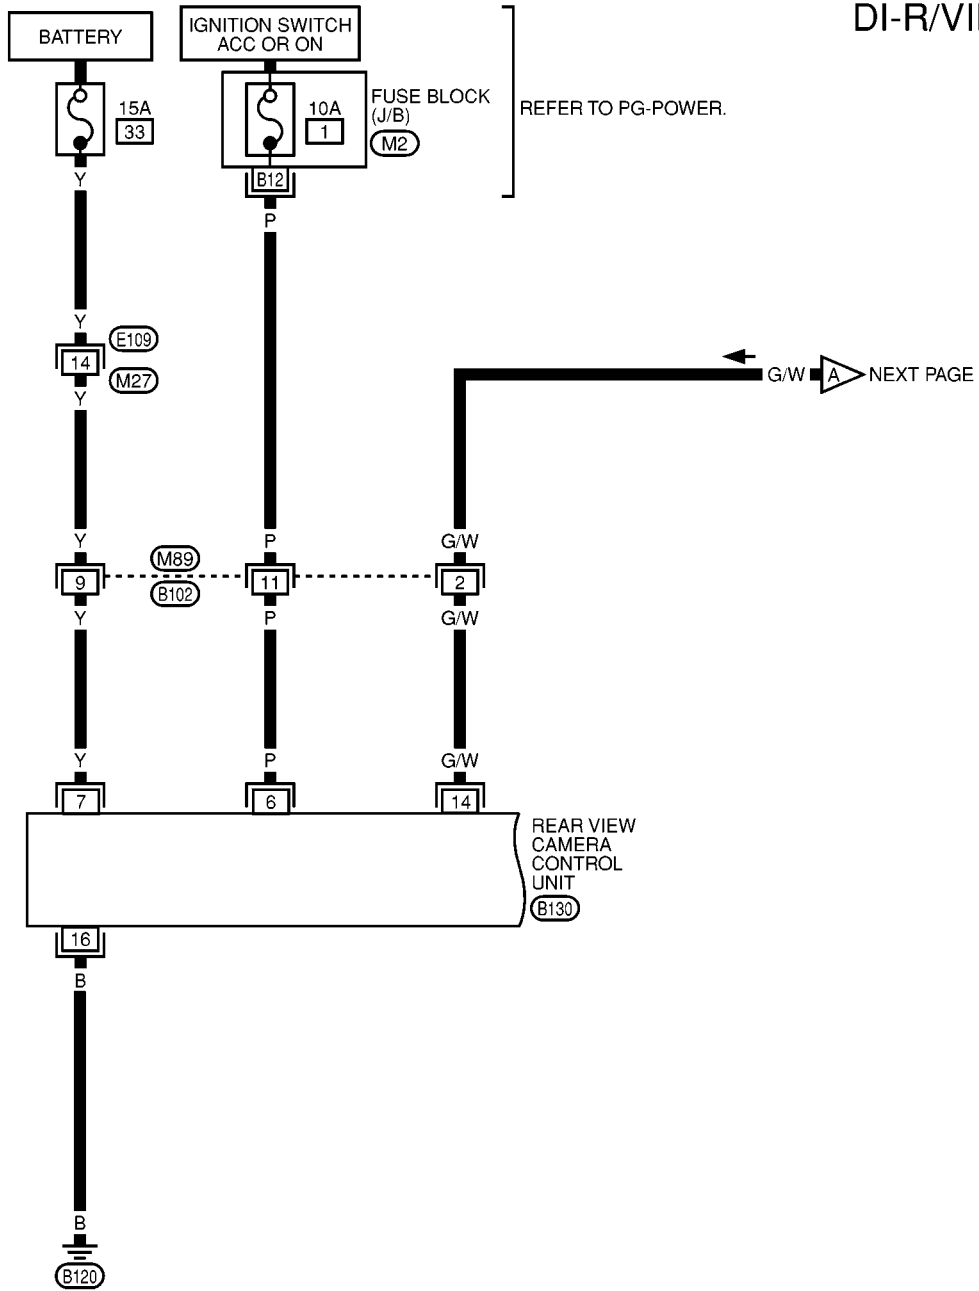 DI-R/VI
BATTERY
IGNITION SWITCH
ACC OR ON
15A
33
10A
1
FUSE BLOCK
(J/B)
M2
REFER TO PG-POWER.
B12
Y
P
Y
E109
14
M27
Y
G/W
A
NEXT PAGE
Y
P
G/W
M89
9
11
2
B102
Y
P
G/W
Y
P
G/W
7
6
14
REAR VIEW
CAMERA
CONTROL
UNIT
B130
16
B
B
B120